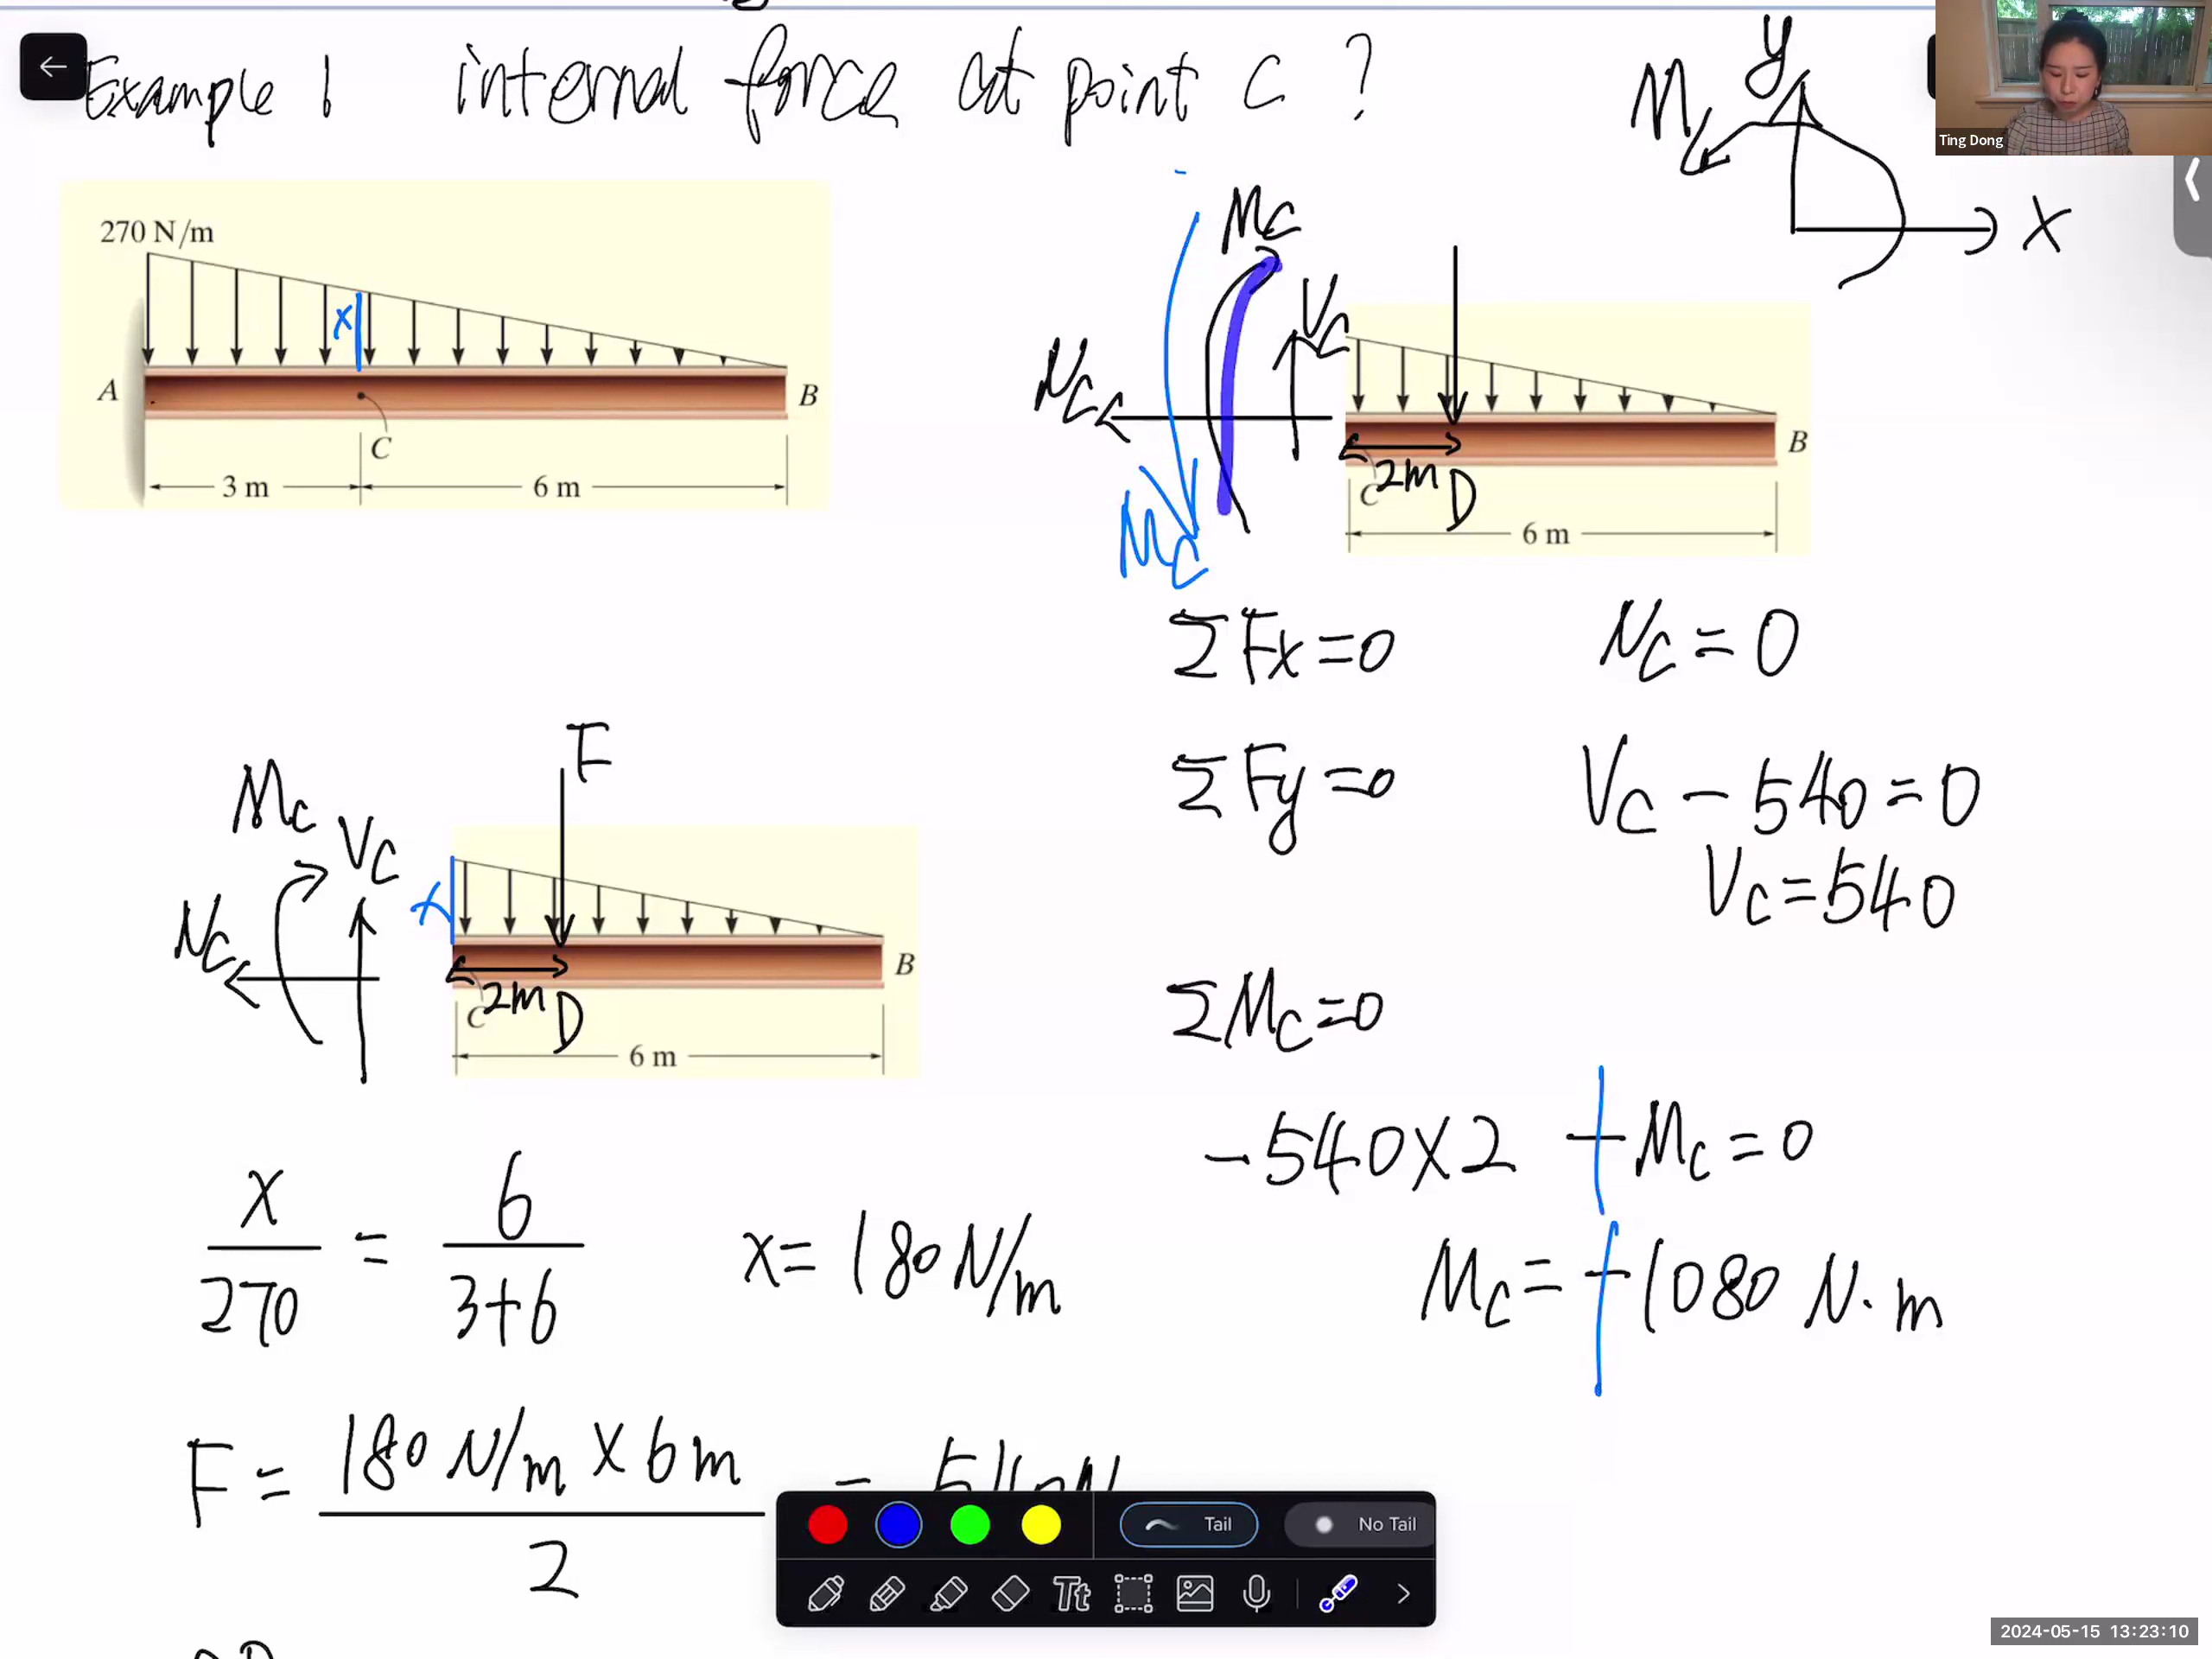 Example 1 internal force at point C ?
M
y
x
Ting Dong
270 N/m
x
A
B
C
3 m
6 m
Mc
Vc
Nc
Mc
2m
C
D
B
6 m
ΣFx=0 Nc=0
ΣFy=0 Vc-540=0
Vc=540
ΣMc=0
-540x2 +Mc=0
Mc=+1080 N·m
F
Mc
Vc
Nc
x
B
C
2m
D
6 m
x/270 = 6/3+6 x= 180 N/m
F= 180 N/m x 6m / 2 = 540N
Tail
No Tail
Tt
2024-05-15 13:23:10